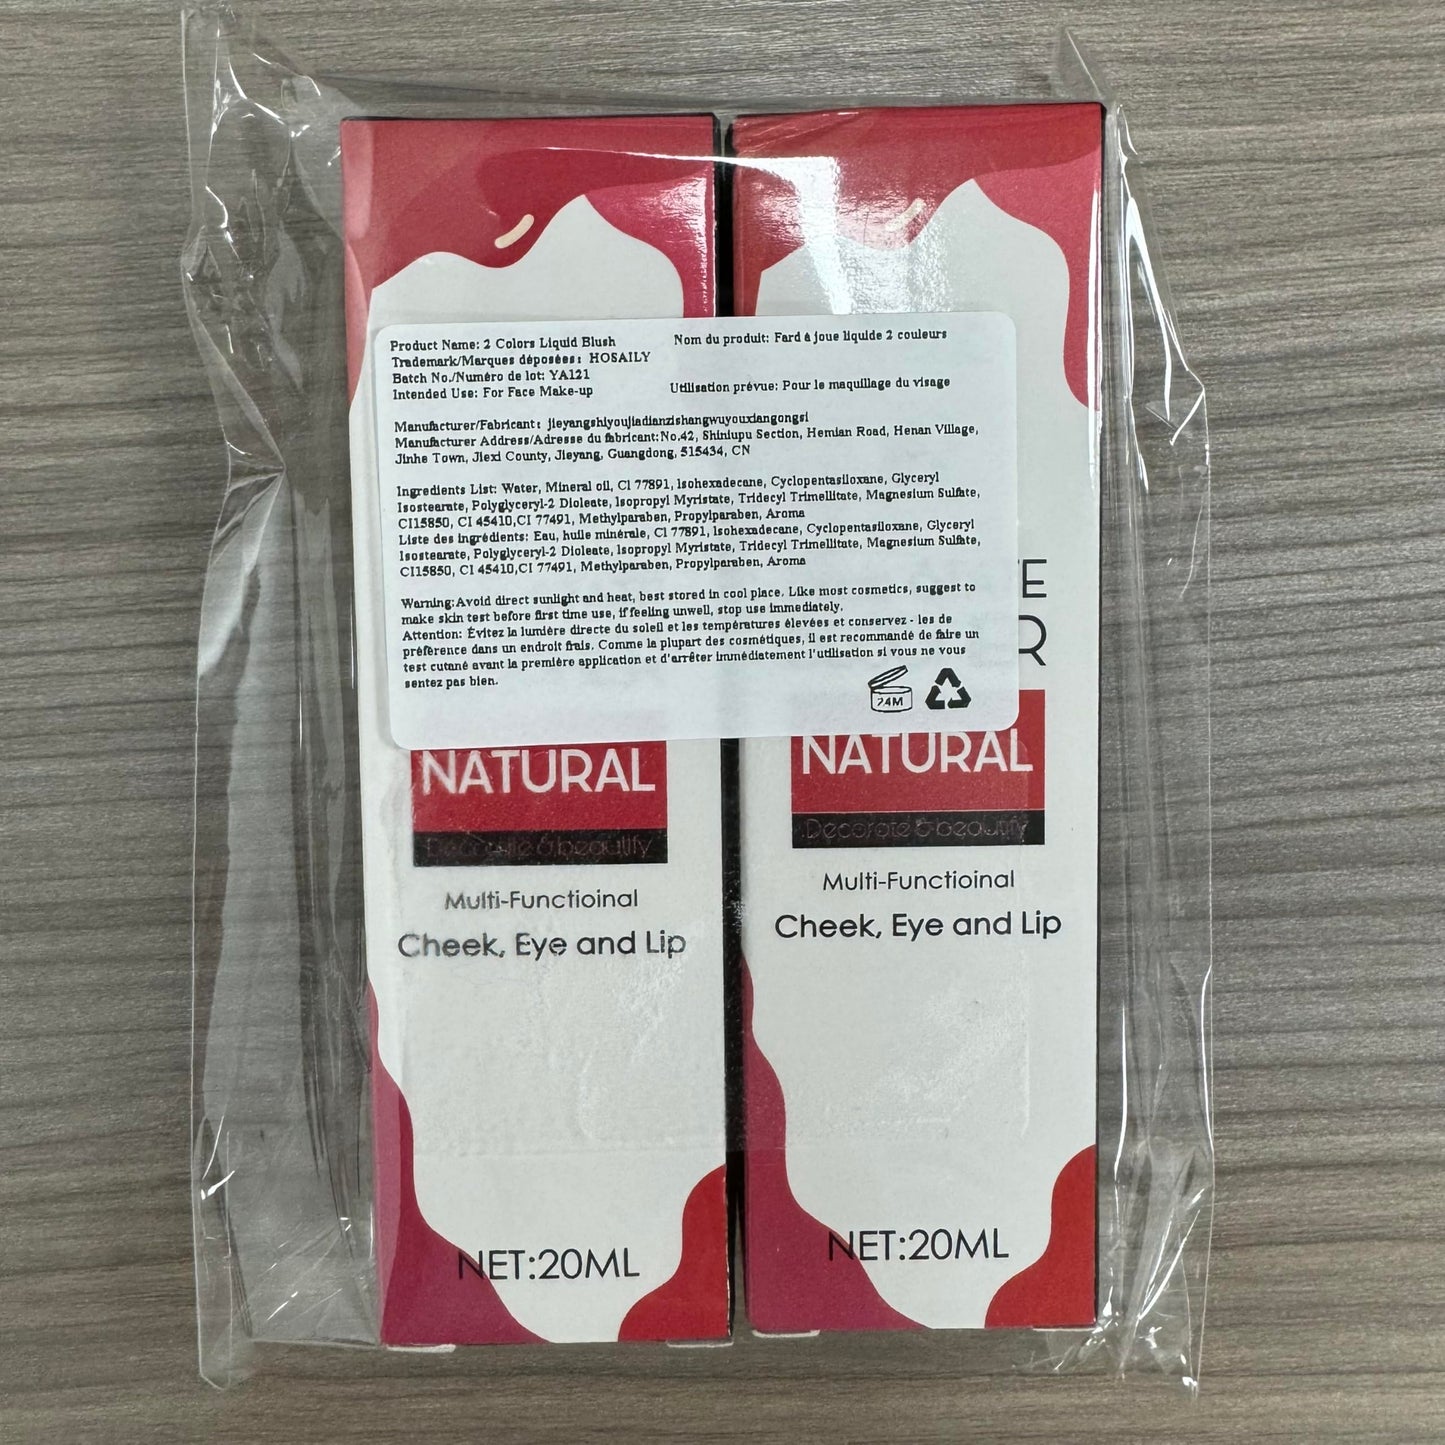 Product Name: 2 Colors Liquid Blush
Nom du produit: Fard à joue liquide 2 couleurs
Trademark/Marques déposées: HOSAILY
Batch No./Numéro de lot: YA121
Intended Use: For Face Make-up
Utilisation prévue: Pour le maquillage du visage
Manufacturer/Fabricant: jieyangshiyoujiadianzishangwuyouxiangongsi
Manufacturer Address/Adresse du fabricant:No.42, Shiniupu Section, Hemian Road, Henan Village,
Jinhe Town, Jiexi County, Jieyang, Guangdong, 515434, CN
Ingredients List: Water, Mineral oil, CI 77891, Isohexadecane, Cyclopentasiloxane, Glyceryl
Isostearate, Polyglyceryl-2 Dioleate, Isopropyl Myristate, Tridecyl Trimellitate, Magnesium Sulfate,
CI15850, CI 45410,CI 77491, Methylparaben, Propylparaben, Aroma
Liste des ingrédients: Eau, huile minérale, CI 77891, Isohexadecane, Cyclopentasiloxane, Glyceryl
Isostearate, Polyglyceryl-2 Dioleate, Isopropyl Myristate, Tridecyl Trimellitate, Magnesium Sulfate,
CI15850, CI 45410,CI 77491, Methylparaben, Propylparaben, Aroma
Warning:Avoid direct sunlight and heat, best stored in cool place. Like most cosmetics, suggest to
make skin test before first time use, if feeling unwell, stop use immediately.
Attention: Évitez la lumière directe du soleil et les températures élevées et conservez - les de
préférence dans un endroit frais. Comme la plupart des cosmétiques, il est recommandé de faire un
test cutané avant la première application et d'arrêter immédiatement l'utilisation si vous ne vous
sentez pas bien.
24M
NATURAL
Decorate & beautify
Multi-Functioinal
Cheek, Eye and Lip
NET:20ML
TE
R
NATURAL
Decorate & beautify
Multi-Functioinal
Cheek, Eye and Lip
NET:20ML